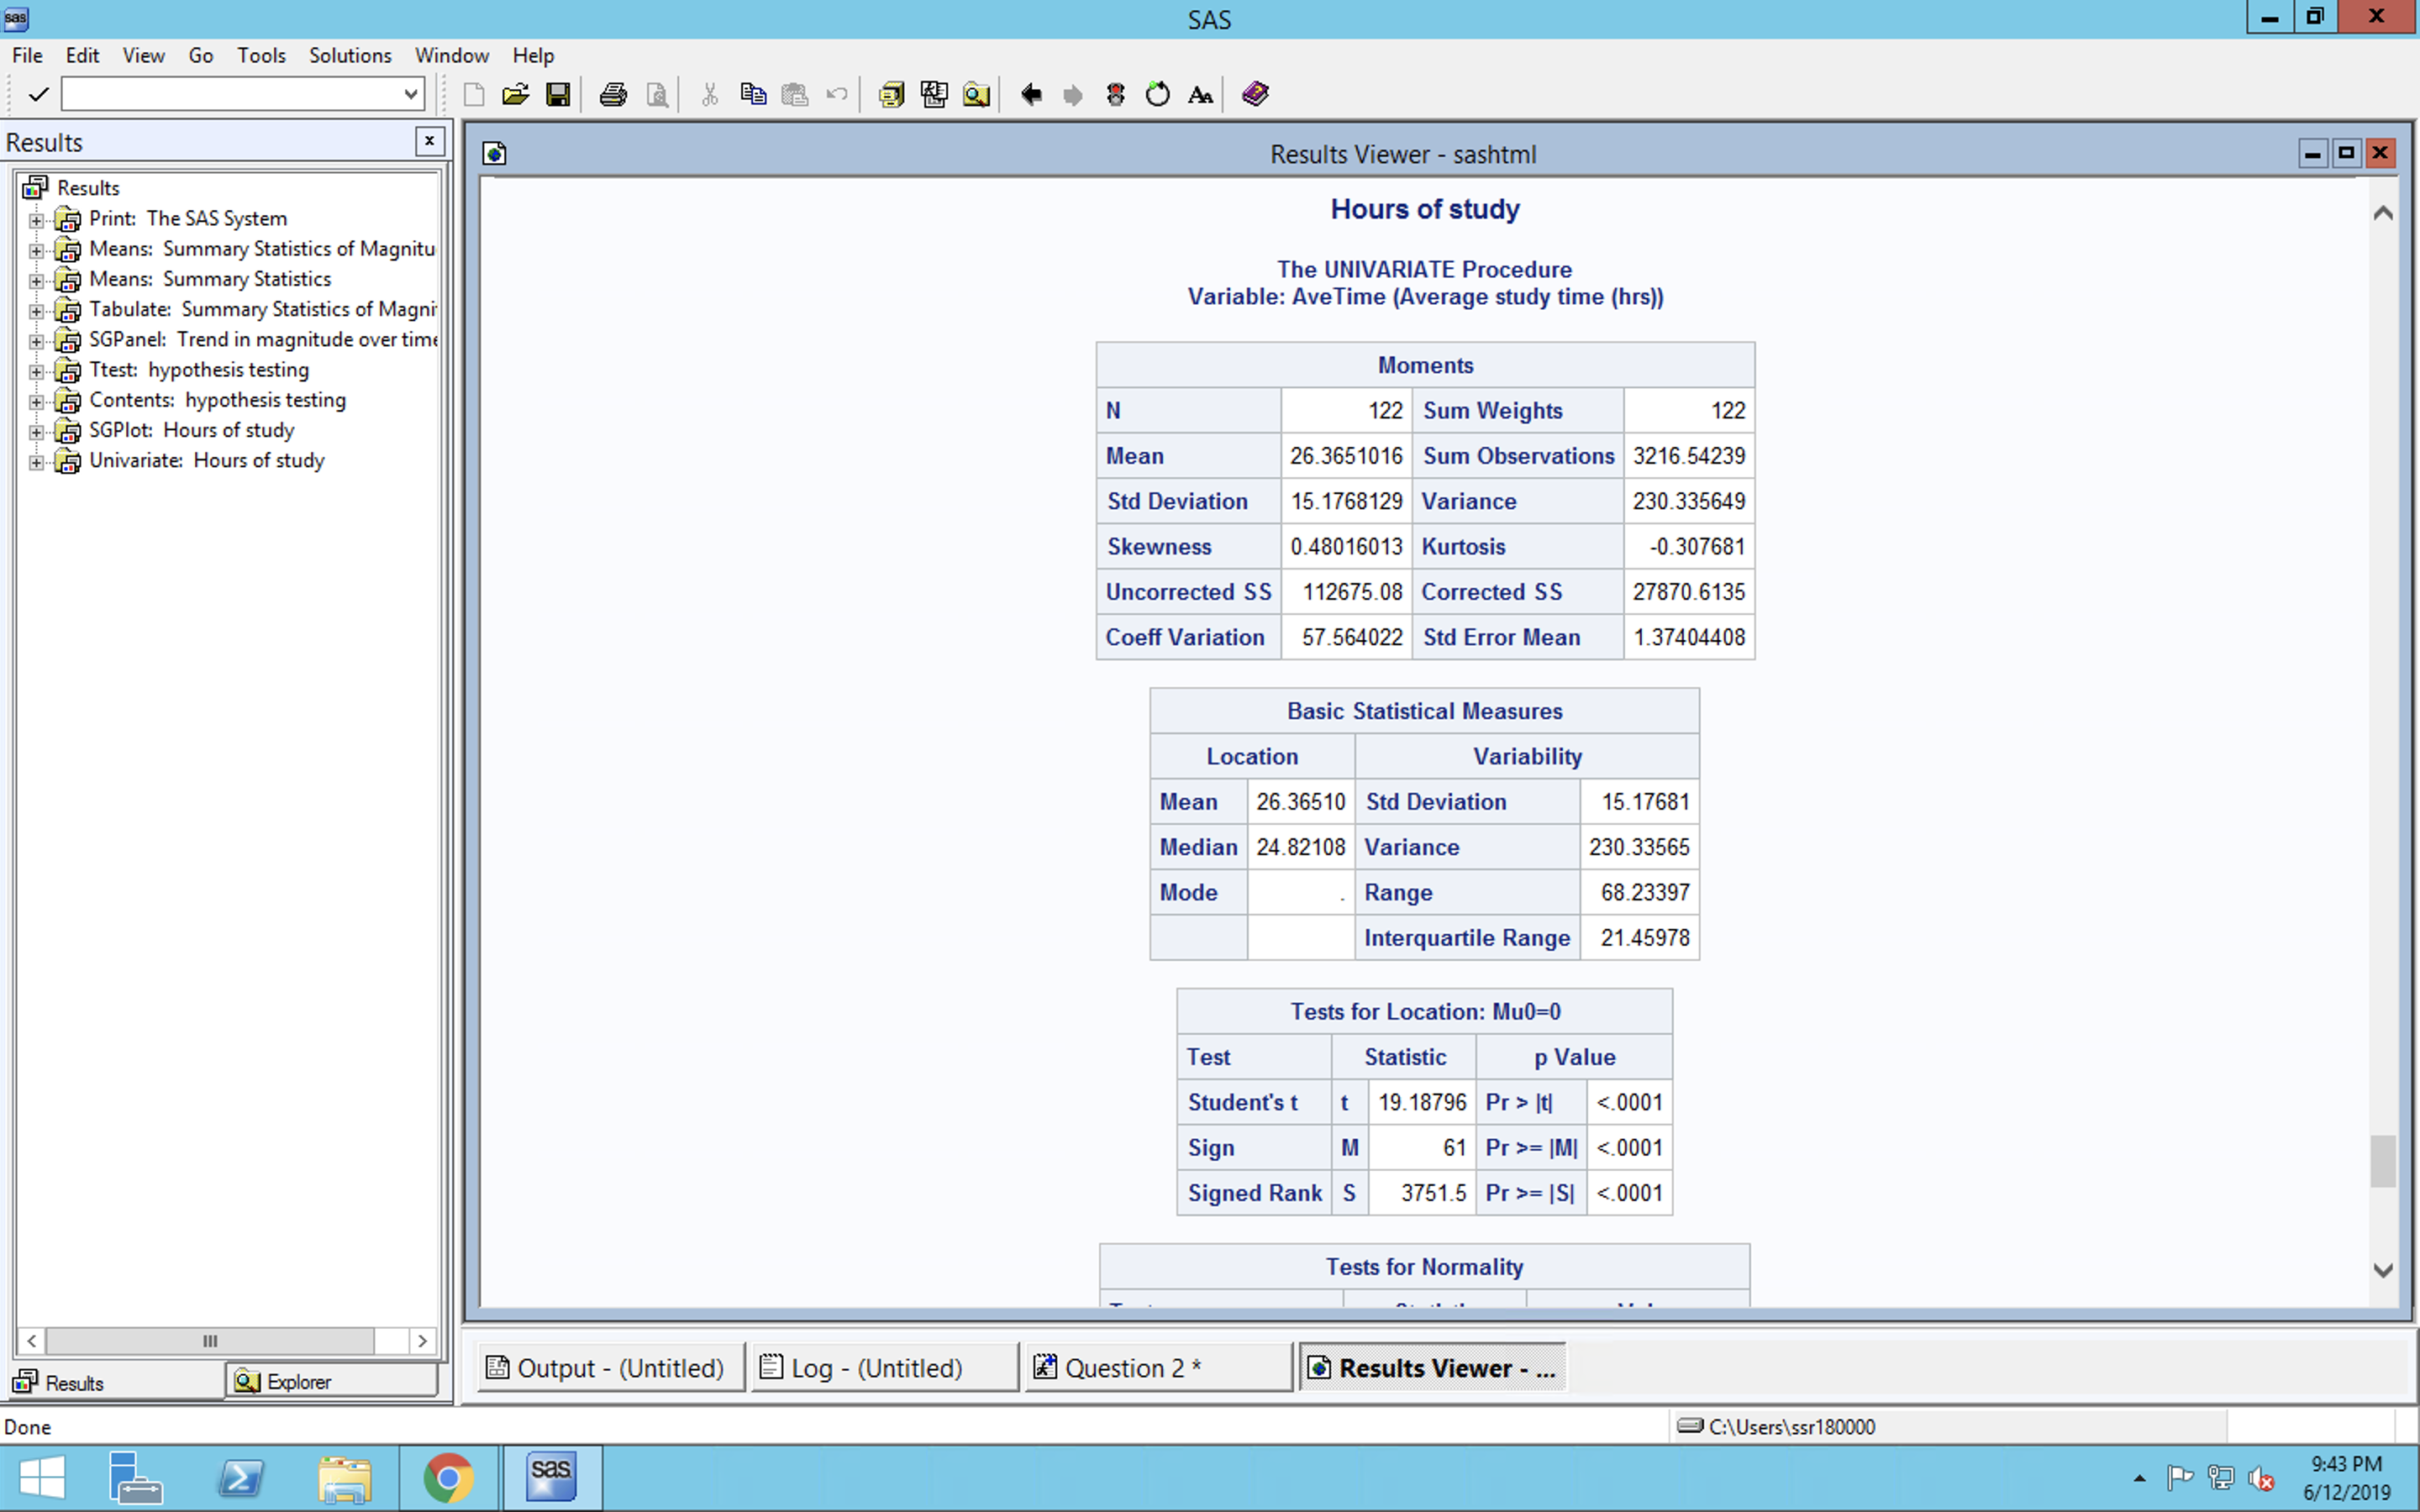 sas
SAS
File Edit View Go Tools Solutions Window Help
Results
Results
Print: The SAS System
Means: Summary Statistics of Magnitu
Means: Summary Statistics
Tabulate: Summary Statistics of Magni
SGPanel: Trend in magnitude over time
Ttest: hypothesis testing
Contents: hypothesis testing
SGPlot: Hours of study
Univariate: Hours of study
Results Explorer
Results Viewer - sashtml
Hours of study
The UNIVARIATE Procedure
Variable: AveTime (Average study time (hrs))
Moments
N 122 Sum Weights 122
Mean 26.3651016 Sum Observations 3216.54239
Std Deviation 15.1768129 Variance 230.335649
Skewness 0.48016013 Kurtosis -0.307681
Uncorrected SS 112675.08 Corrected SS 27870.6135
Coeff Variation 57.564022 Std Error Mean 1.37404408
Basic Statistical Measures
Location Variability
Mean 26.36510 Std Deviation 15.17681
Median 24.82108 Variance 230.33565
Mode . Range 68.23397
Interquartile Range 21.45978
Tests for Location: Mu0=0
Test Statistic p Value
Student's t t 19.18796 Pr > |t| <.0001
Sign M 61 Pr >= |M| <.0001
Signed Rank S 3751.5 Pr >= |S| <.0001
Tests for Normality
Output - (Untitled) Log - (Untitled) Question 2 * Results Viewer - ...
Done C:\Users\ssr180000
sas
9:43 PM
6/12/2019